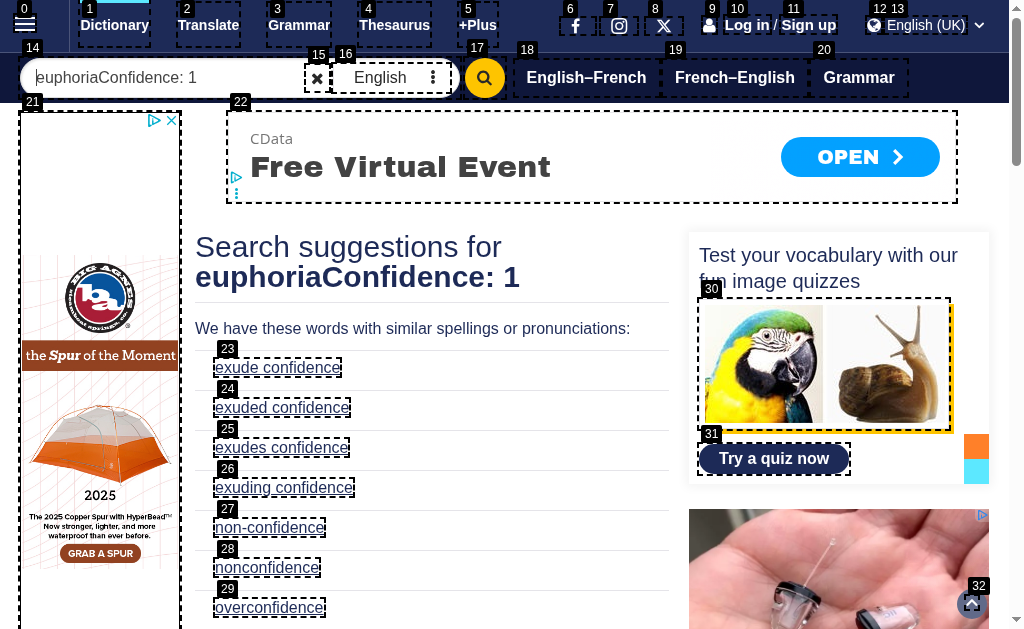 0 1 2 3 4 5 6 7 8 9 10 11 12 13
Dictionary Translate Grammar Thesaurus +Plus Log in / Sign up English (UK)
14 15 16 17 18 19 20
euphoriaConfidence: 1 English English–French French–English Grammar
21 22
CData
Free Virtual Event
OPEN
BIG AGNES
ba
steamboat springs, co.
the Spur of the Moment
2025
The 2025 Copper Spur with HyperBead™
Now stronger, lighter, and more
waterproof than ever before.
GRAB A SPUR
Search suggestions for
euphoriaConfidence: 1
We have these words with similar spellings or pronunciations:
23
exude confidence
24
exuded confidence
25
exudes confidence
26
exuding confidence
27
non-confidence
28
nonconfidence
29
overconfidence
Test your vocabulary with our
fun image quizzes
30
31
Try a quiz now
32